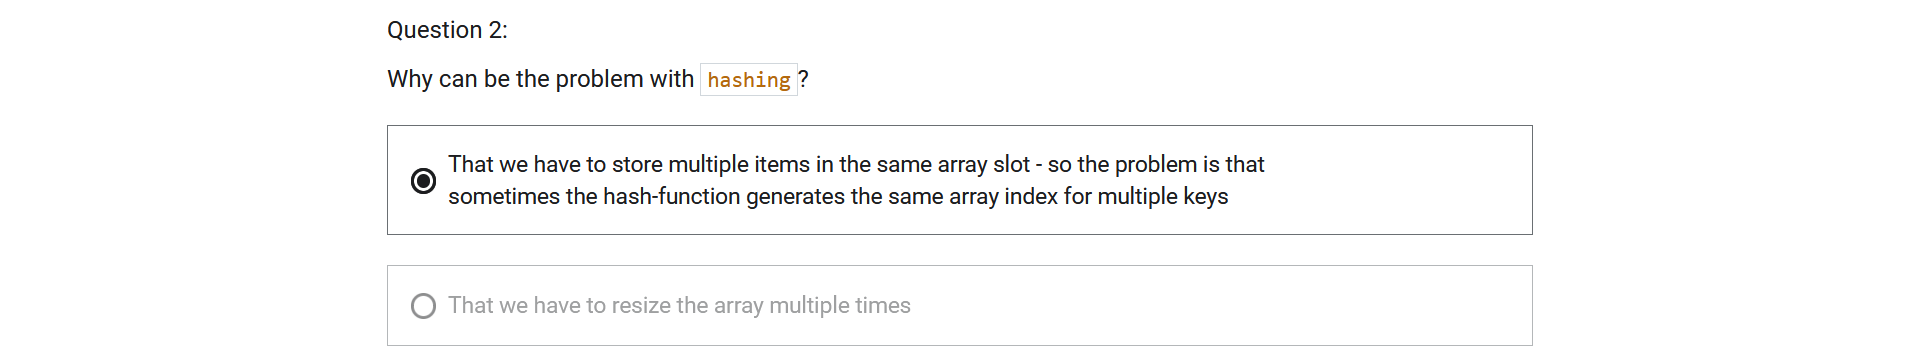 Question 2:
Why can be the problem with hashing?
That we have to store multiple items in the same array slot - so the problem is that
sometimes the hash-function generates the same array index for multiple keys
That we have to resize the array multiple times